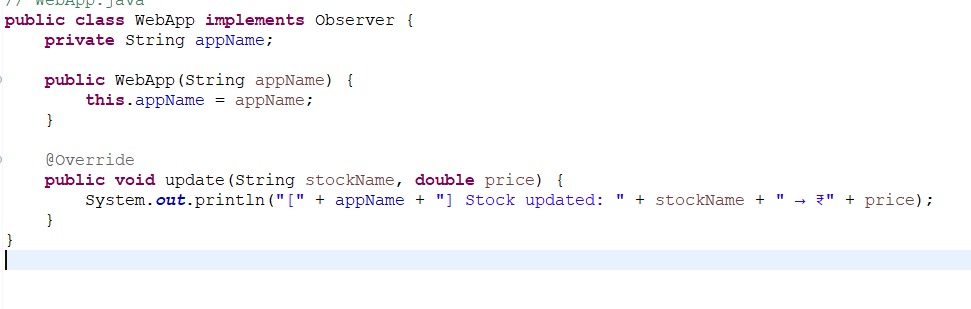 // WebApp.java
public class WebApp implements Observer {
    private String appName;
    public WebApp(String appName) {
        this.appName = appName;
    }
    @Override
    public void update(String stockName, double price) {
        System.out.println("[" + appName + "] Stock updated: " + stockName + " → ₹" + price);
    }
}